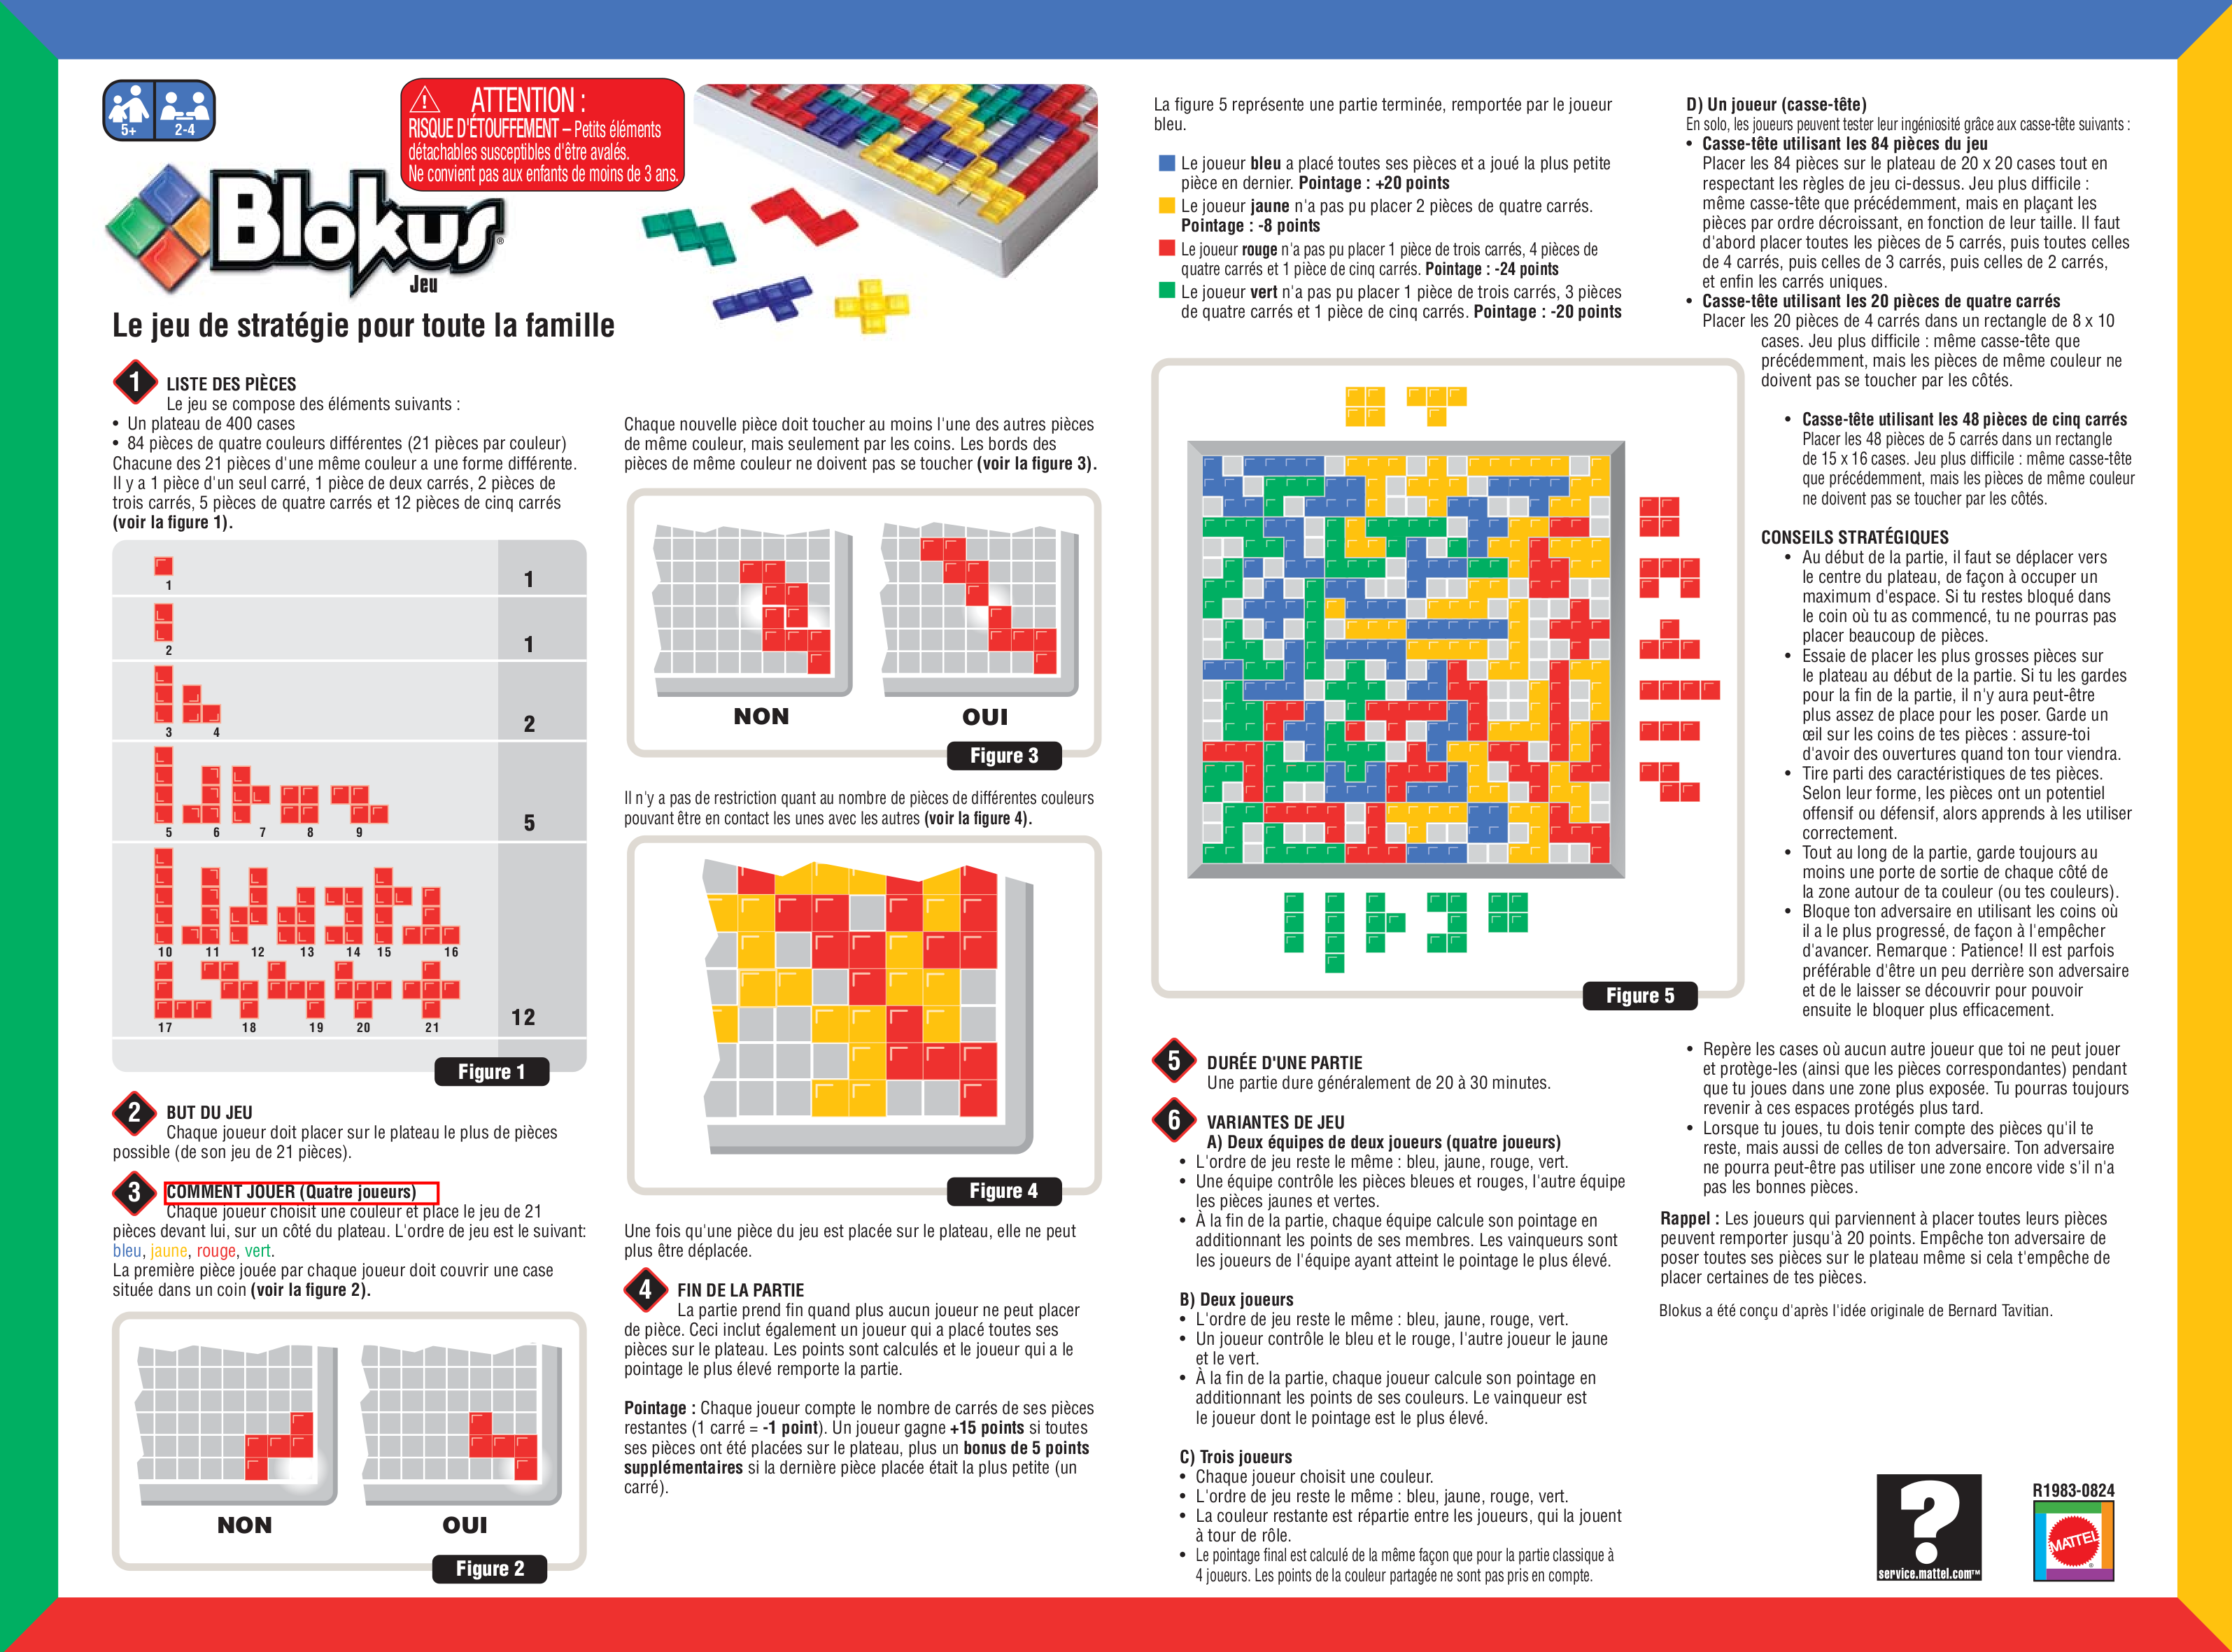 5+
2-4
ATTENTION :
RISQUE D'ÉTOUFFEMENT – Petits éléments
détachables susceptibles d'être avalés.
Ne convient pas aux enfants de moins de 3 ans.
Blokus®
Jeu
Le jeu de stratégie pour toute la famille
1
LISTE DES PIÈCES
Le jeu se compose des éléments suivants :
• Un plateau de 400 cases
• 84 pièces de quatre couleurs différentes (21 pièces par couleur)
Chacune des 21 pièces d'une même couleur a une forme différente.
Il y a 1 pièce d'un seul carré, 1 pièce de deux carrés, 2 pièces de
trois carrés, 5 pièces de quatre carrés et 12 pièces de cinq carrés
(voir la figure 1).
1
1
2
1
3 4
2
5 6 7 8 9
5
10 11 12 13 14 15 16
17 18 19 20 21
12
Figure 1
2
BUT DU JEU
Chaque joueur doit placer sur le plateau le plus de pièces
possible (de son jeu de 21 pièces).
3
COMMENT JOUER (Quatre joueurs)
Chaque joueur choisit une couleur et place le jeu de 21
pièces devant lui, sur un côté du plateau. L'ordre de jeu est le suivant:
bleu, jaune, rouge, vert.
La première pièce jouée par chaque joueur doit couvrir une case
située dans un coin (voir la figure 2).
NON
OUI
Figure 2
Chaque nouvelle pièce doit toucher au moins l'une des autres pièces
de même couleur, mais seulement par les coins. Les bords des
pièces de même couleur ne doivent pas se toucher (voir la figure 3).
NON
OUI
Figure 3
Il n'y a pas de restriction quant au nombre de pièces de différentes couleurs
pouvant être en contact les unes avec les autres (voir la figure 4).
Figure 4
Une fois qu'une pièce du jeu est placée sur le plateau, elle ne peut
plus être déplacée.
4
FIN DE LA PARTIE
La partie prend fin quand plus aucun joueur ne peut placer
de pièce. Ceci inclut également un joueur qui a placé toutes ses
pièces sur le plateau. Les points sont calculés et le joueur qui a le
pointage le plus élevé remporte la partie.
Pointage : Chaque joueur compte le nombre de carrés de ses pièces
restantes (1 carré = -1 point). Un joueur gagne +15 points si toutes
ses pièces ont été placées sur le plateau, plus un bonus de 5 points
supplémentaires si la dernière pièce placée était la plus petite (un
carré).
La figure 5 représente une partie terminée, remportée par le joueur
bleu.
Le joueur bleu a placé toutes ses pièces et a joué la plus petite
pièce en dernier. Pointage : +20 points
Le joueur jaune n'a pas pu placer 2 pièces de quatre carrés.
Pointage : -8 points
Le joueur rouge n'a pas pu placer 1 pièce de trois carrés, 4 pièces de
quatre carrés et 1 pièce de cinq carrés. Pointage : -24 points
Le joueur vert n'a pas pu placer 1 pièce de trois carrés, 3 pièces
de quatre carrés et 1 pièce de cinq carrés. Pointage : -20 points
Figure 5
5
DURÉE D'UNE PARTIE
Une partie dure généralement de 20 à 30 minutes.
6
VARIANTES DE JEU
A) Deux équipes de deux joueurs (quatre joueurs)
• L'ordre de jeu reste le même : bleu, jaune, rouge, vert.
• Une équipe contrôle les pièces bleues et rouges, l'autre équipe
les pièces jaunes et vertes.
• À la fin de la partie, chaque équipe calcule son pointage en
additionnant les points de ses membres. Les vainqueurs sont
les joueurs de l'équipe ayant atteint le pointage le plus élevé.
B) Deux joueurs
• L'ordre de jeu reste le même : bleu, jaune, rouge, vert.
• Un joueur contrôle le bleu et le rouge, l'autre joueur le jaune
et le vert.
• À la fin de la partie, chaque joueur calcule son pointage en
additionnant les points de ses couleurs. Le vainqueur est
le joueur dont le pointage est le plus élevé.
C) Trois joueurs
• Chaque joueur choisit une couleur.
• L'ordre de jeu reste le même : bleu, jaune, rouge, vert.
• La couleur restante est répartie entre les joueurs, qui la jouent
à tour de rôle.
• Le pointage final est calculé de la même façon que pour la partie classique à
4 joueurs. Les points de la couleur partagée ne sont pas pris en compte.
D) Un joueur (casse-tête)
En solo, les joueurs peuvent tester leur ingéniosité grâce aux casse-tête suivants :
• Casse-tête utilisant les 84 pièces du jeu
Placer les 84 pièces sur le plateau de 20 x 20 cases tout en
respectant les règles de jeu ci-dessus. Jeu plus difficile :
même casse-tête que précédemment, mais en plaçant les
pièces par ordre décroissant, en fonction de leur taille. Il faut
d'abord placer toutes les pièces de 5 carrés, puis toutes celles
de 4 carrés, puis celles de 3 carrés, puis celles de 2 carrés,
et enfin les carrés uniques.
• Casse-tête utilisant les 20 pièces de quatre carrés
Placer les 20 pièces de 4 carrés dans un rectangle de 8 x 10
cases. Jeu plus difficile : même casse-tête que
précédemment, mais les pièces de même couleur ne
doivent pas se toucher par les côtés.
• Casse-tête utilisant les 48 pièces de cinq carrés
Placer les 48 pièces de 5 carrés dans un rectangle
de 15 x 16 cases. Jeu plus difficile : même casse-tête
que précédemment, mais les pièces de même couleur
ne doivent pas se toucher par les côtés.
CONSEILS STRATÉGIQUES
• Au début de la partie, il faut se déplacer vers
le centre du plateau, de façon à occuper un
maximum d'espace. Si tu restes bloqué dans
le coin où tu as commencé, tu ne pourras pas
placer beaucoup de pièces.
• Essaie de placer les plus grosses pièces sur
le plateau au début de la partie. Si tu les gardes
pour la fin de la partie, il n'y aura peut-être
plus assez de place pour les poser. Garde un
œil sur les coins de tes pièces : assure-toi
d'avoir des ouvertures quand ton tour viendra.
• Tire parti des caractéristiques de tes pièces.
Selon leur forme, les pièces ont un potentiel
offensif ou défensif, alors apprends à les utiliser
correctement.
• Tout au long de la partie, garde toujours au
moins une porte de sortie de chaque côté de
la zone autour de ta couleur (ou tes couleurs).
• Bloque ton adversaire en utilisant les coins où
il a le plus progressé, de façon à l'empêcher
d'avancer. Remarque : Patience! Il est parfois
préférable d'être un peu derrière son adversaire
et de le laisser se découvrir pour pouvoir
ensuite le bloquer plus efficacement.
• Repère les cases où aucun autre joueur que toi ne peut jouer
et protège-les (ainsi que les pièces correspondantes) pendant
que tu joues dans une zone plus exposée. Tu pourras toujours
revenir à ces espaces protégés plus tard.
• Lorsque tu joues, tu dois tenir compte des pièces qu'il te
reste, mais aussi de celles de ton adversaire. Ton adversaire
ne pourra peut-être pas utiliser une zone encore vide s'il n'a
pas les bonnes pièces.
Rappel : Les joueurs qui parviennent à placer toutes leurs pièces
peuvent remporter jusqu'à 20 points. Empêche ton adversaire de
poser toutes ses pièces sur le plateau même si cela t'empêche de
placer certaines de tes pièces.
Blokus a été conçu d'après l'idée originale de Bernard Tavitian.
?
service.mattel.com™
R1983-0824
MATTEL
®